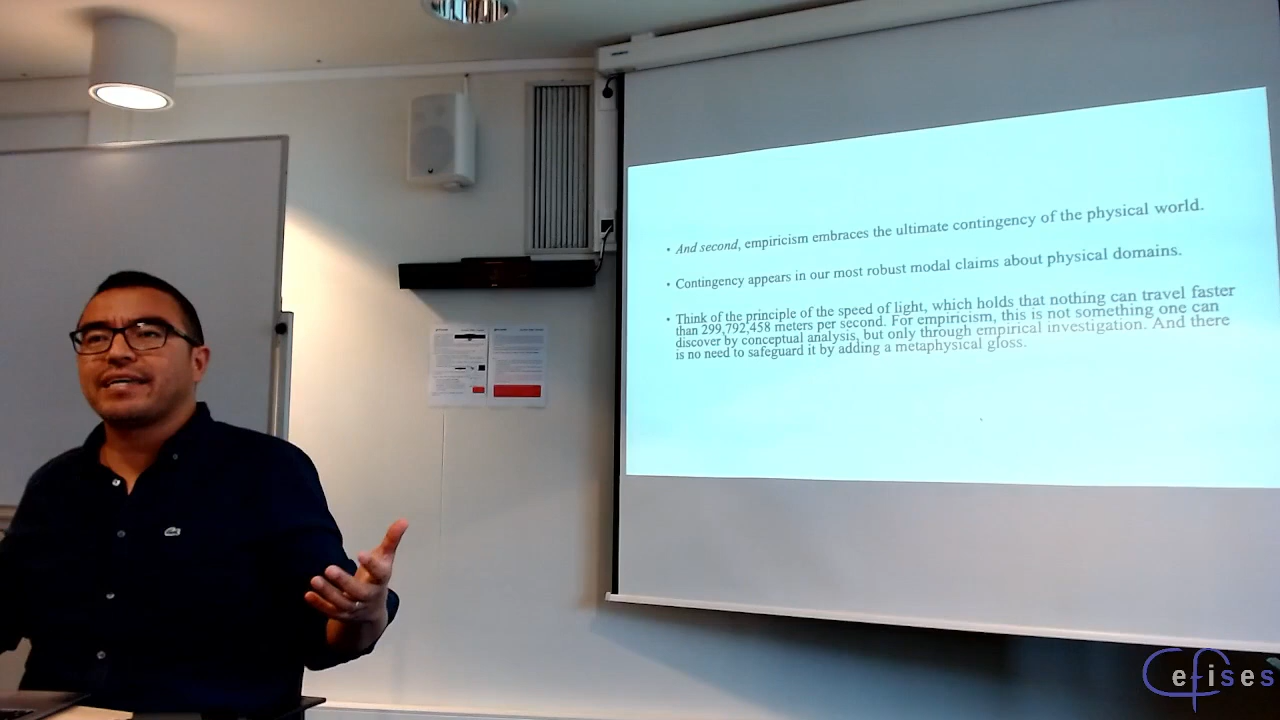 • And second, empiricism embraces the ultimate contingency of the physical world.
• Contingency appears in our most robust modal claims about physical domains.
• Think of the principle of the speed of light, which holds that nothing can travel faster
than 299,792,458 meters per second. For empiricism, this is not something one can
discover by conceptual analysis, but only through empirical investigation. And there
is no need to safeguard it by adding a metaphysical gloss.
Cefises